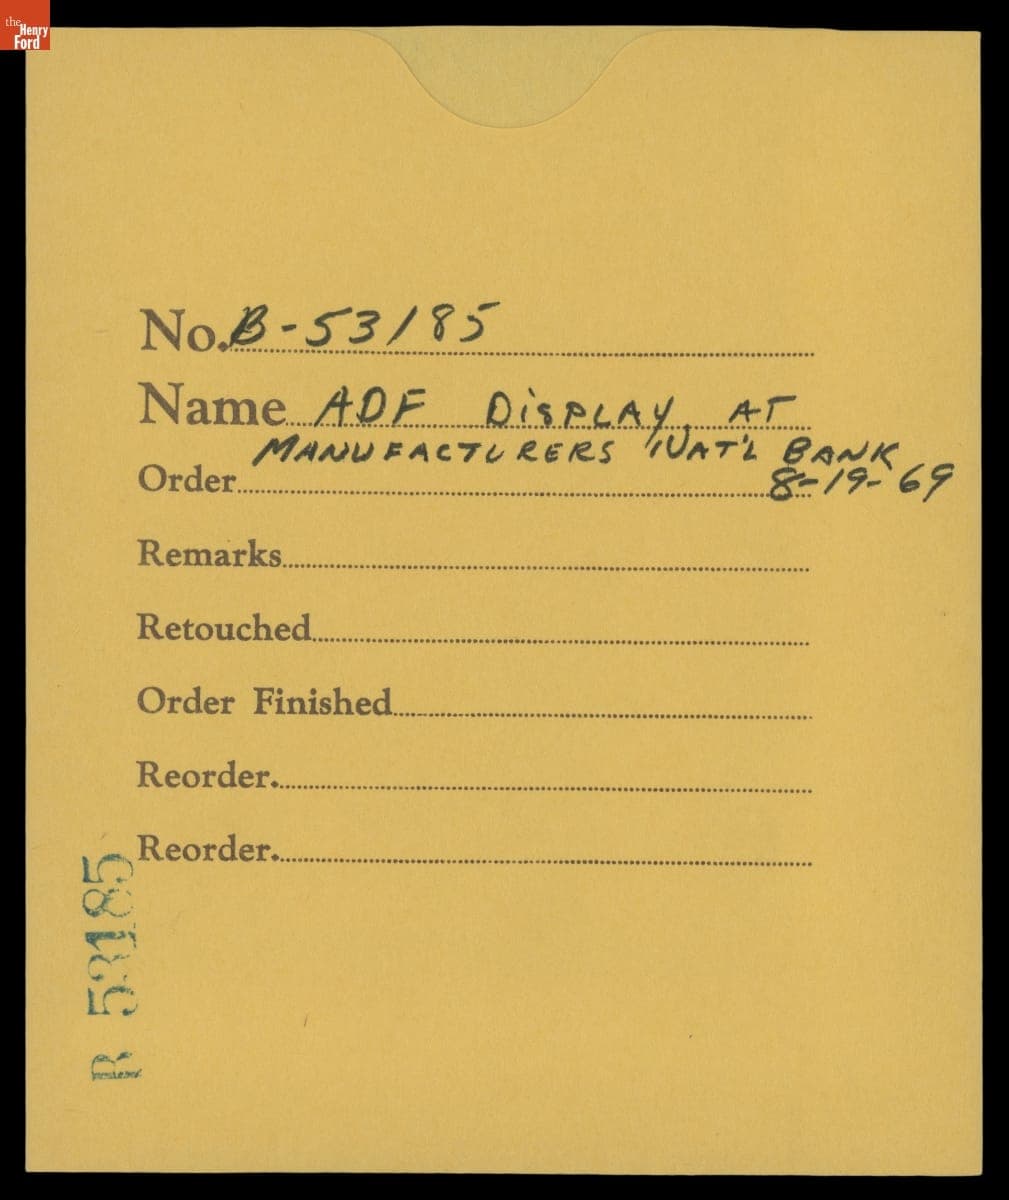 the
Henry
Ford
No. B-53185
Name ADF DiSPLAY AT
MANUFACTURERS NAT'L BANK
Order 8-19-69
Remarks
Retouched
Order Finished
Reorder.
Reorder.
B 53185